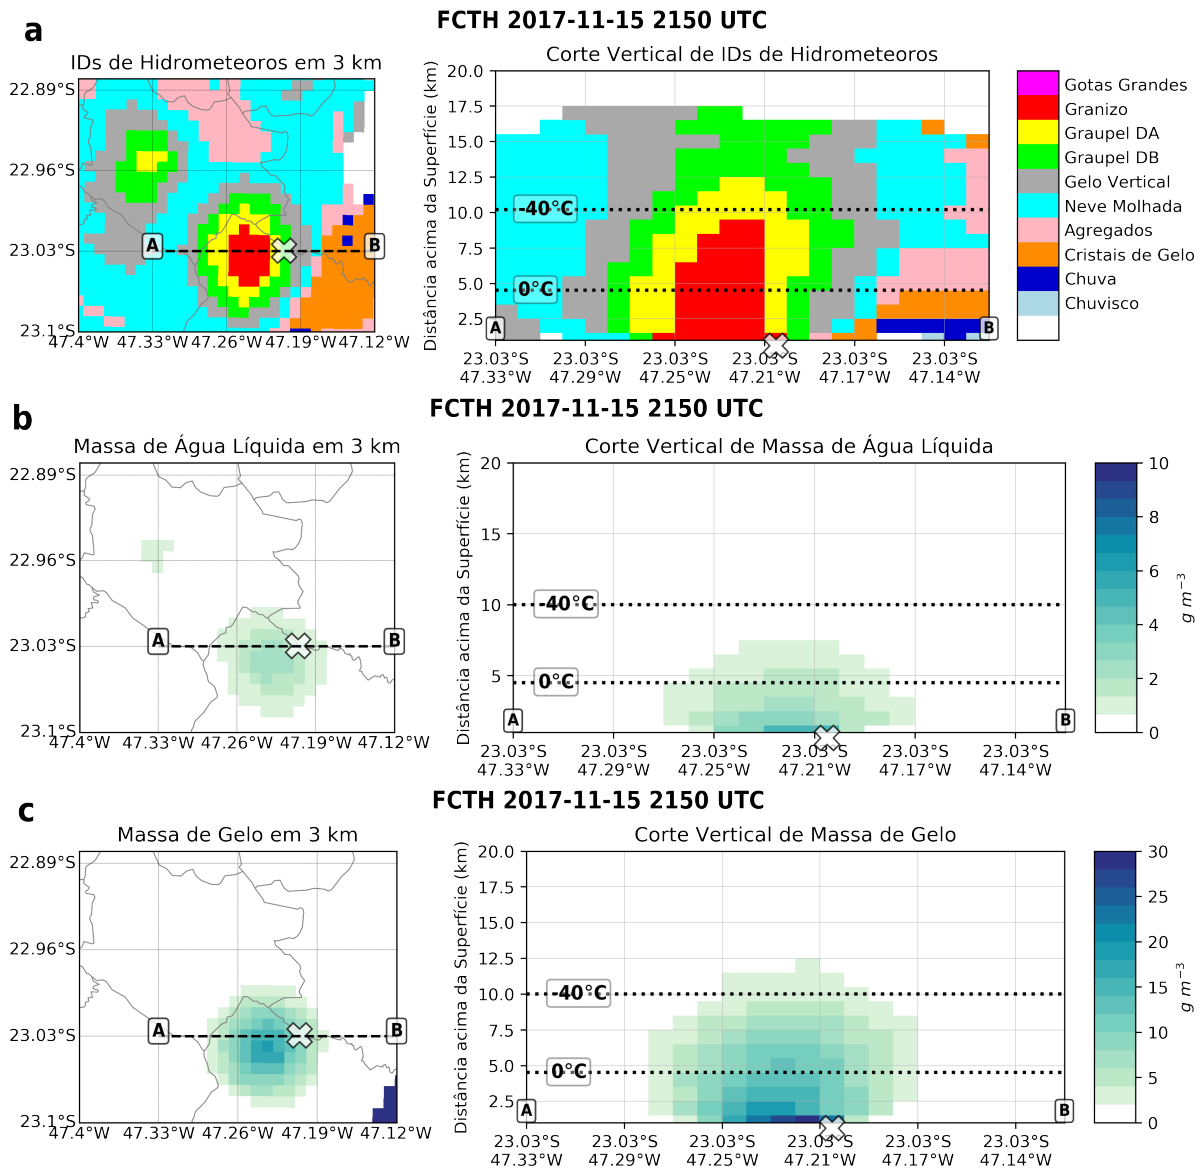 a
FCTH 2017-11-15 2150 UTC
IDs de Hidrometeoros em 3 km
22.89°S
22.96°S
23.03°S
23.1°S
47.4°W 47.33°W 47.26°W 47.19°W 47.12°W
A
B
Corte Vertical de IDs de Hidrometeoros
Distância acima da Superfície (km)
20.0
17.5
15.0
12.5
10.0
7.5
5.0
2.5
-40°C
0°C
A
B
23.03°S 23.03°S 23.03°S 23.03°S 23.03°S 23.03°S
47.33°W 47.29°W 47.25°W 47.21°W 47.17°W 47.14°W
Gotas Grandes
Granizo
Graupel DA
Graupel DB
Gelo Vertical
Neve Molhada
Agregados
Cristais de Gelo
Chuva
Chuvisco
b
FCTH 2017-11-15 2150 UTC
Massa de Água Líquida em 3 km
22.89°S
22.96°S
23.03°S
23.1°S
47.4°W 47.33°W 47.26°W 47.19°W 47.12°W
A
B
Corte Vertical de Massa de Água Líquida
Distância acima da Superfície (km)
20
15
10
5
-40°C
0°C
A
B
23.03°S 23.03°S 23.03°S 23.03°S 23.03°S 23.03°S
47.33°W 47.29°W 47.25°W 47.21°W 47.17°W 47.14°W
10
8
6
4
2
0
g m⁻³
c
FCTH 2017-11-15 2150 UTC
Massa de Gelo em 3 km
22.89°S
22.96°S
23.03°S
23.1°S
47.4°W 47.33°W 47.26°W 47.19°W 47.12°W
A
B
Corte Vertical de Massa de Gelo
Distância acima da Superfície (km)
20.0
17.5
15.0
12.5
10.0
7.5
5.0
2.5
-40°C
0°C
A
B
23.03°S 23.03°S 23.03°S 23.03°S 23.03°S 23.03°S
47.33°W 47.29°W 47.25°W 47.21°W 47.17°W 47.14°W
30
25
20
15
10
5
0
g m⁻³